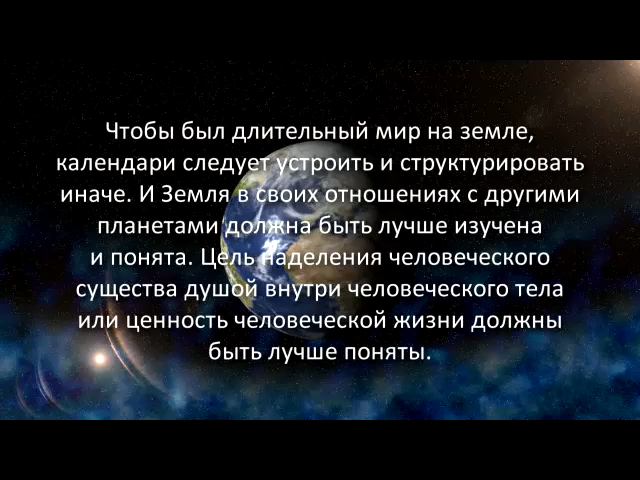 Чтобы был длительный мир на земле,
календари следует устроить и структурировать
иначе. И Земля в своих отношениях с другими
планетами должна быть лучше изучена
и понята. Цель наделения человеческого
существа душой внутри человеческого тела
или ценность человеческой жизни должны
быть лучше поняты.